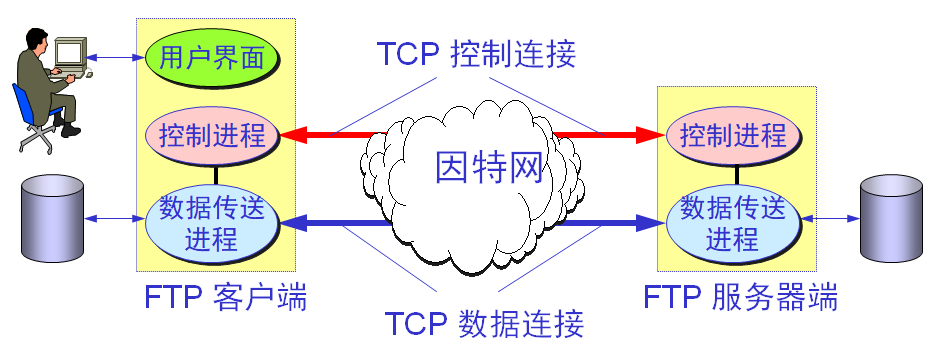 TCP 控制连接
用户界面
控制进程
控制进程
因特网
数据传送
进程
数据传送
进程
FTP 客户端
FTP 服务器端
TCP 数据连接